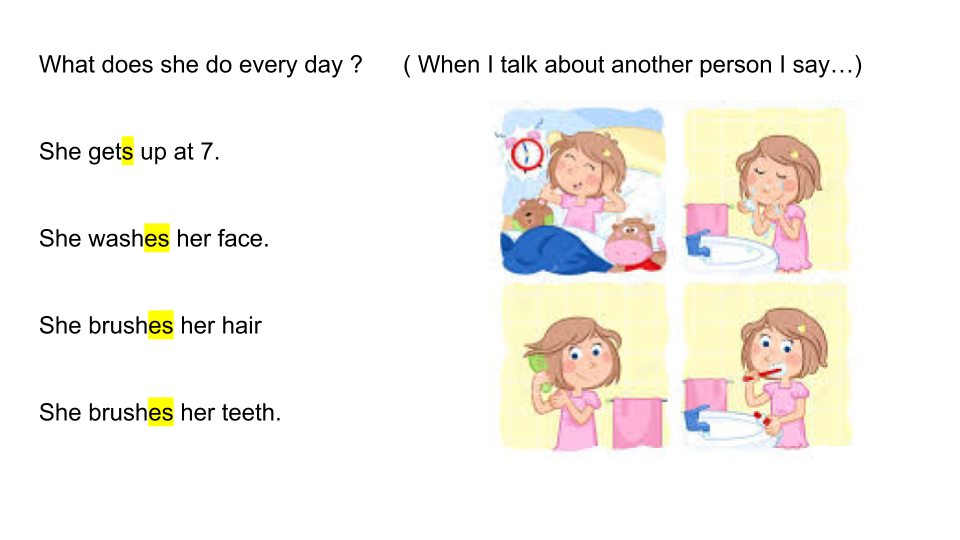 What does she do every day ? ( When I talk about another person I say…)
She gets up at 7.
She washes her face.
She brushes her hair
She brushes her teeth.